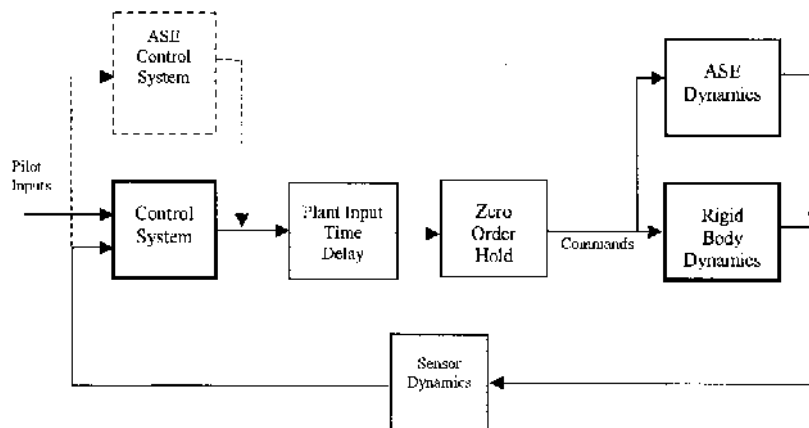 ASE
Control
System
ASE
Dynamics
Pilot
Inputs
Control
System
Plant Input
Time
Delay
Zero
Order
Hold
Commands
Rigid
Body
Dynamics
Sensor
Dynamics